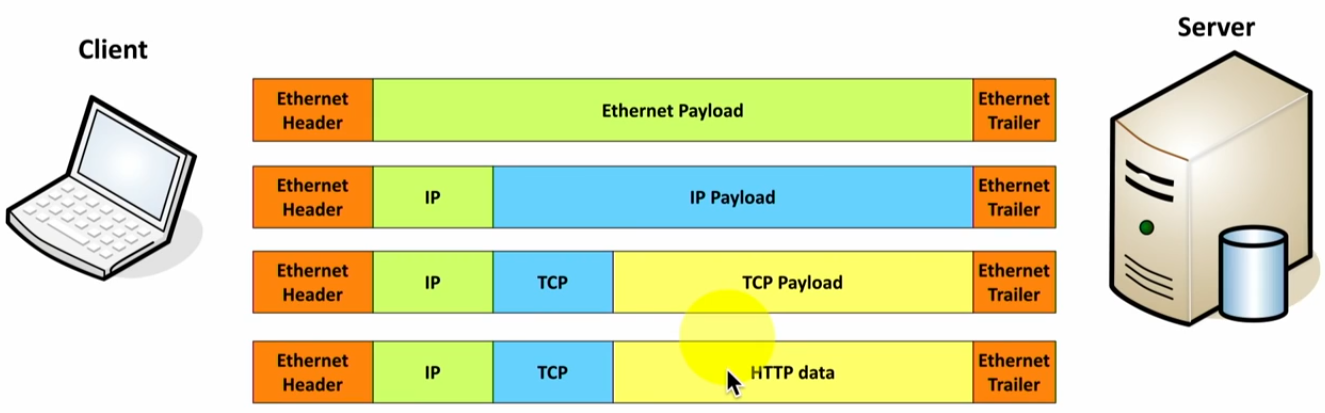 Client
Server
Ethernet
Header
Ethernet Payload
Ethernet
Trailer
Ethernet
Header
IP
IP Payload
Ethernet
Trailer
Ethernet
Header
IP
TCP
TCP Payload
Ethernet
Trailer
Ethernet
Header
IP
TCP
HTTP data
Ethernet
Trailer